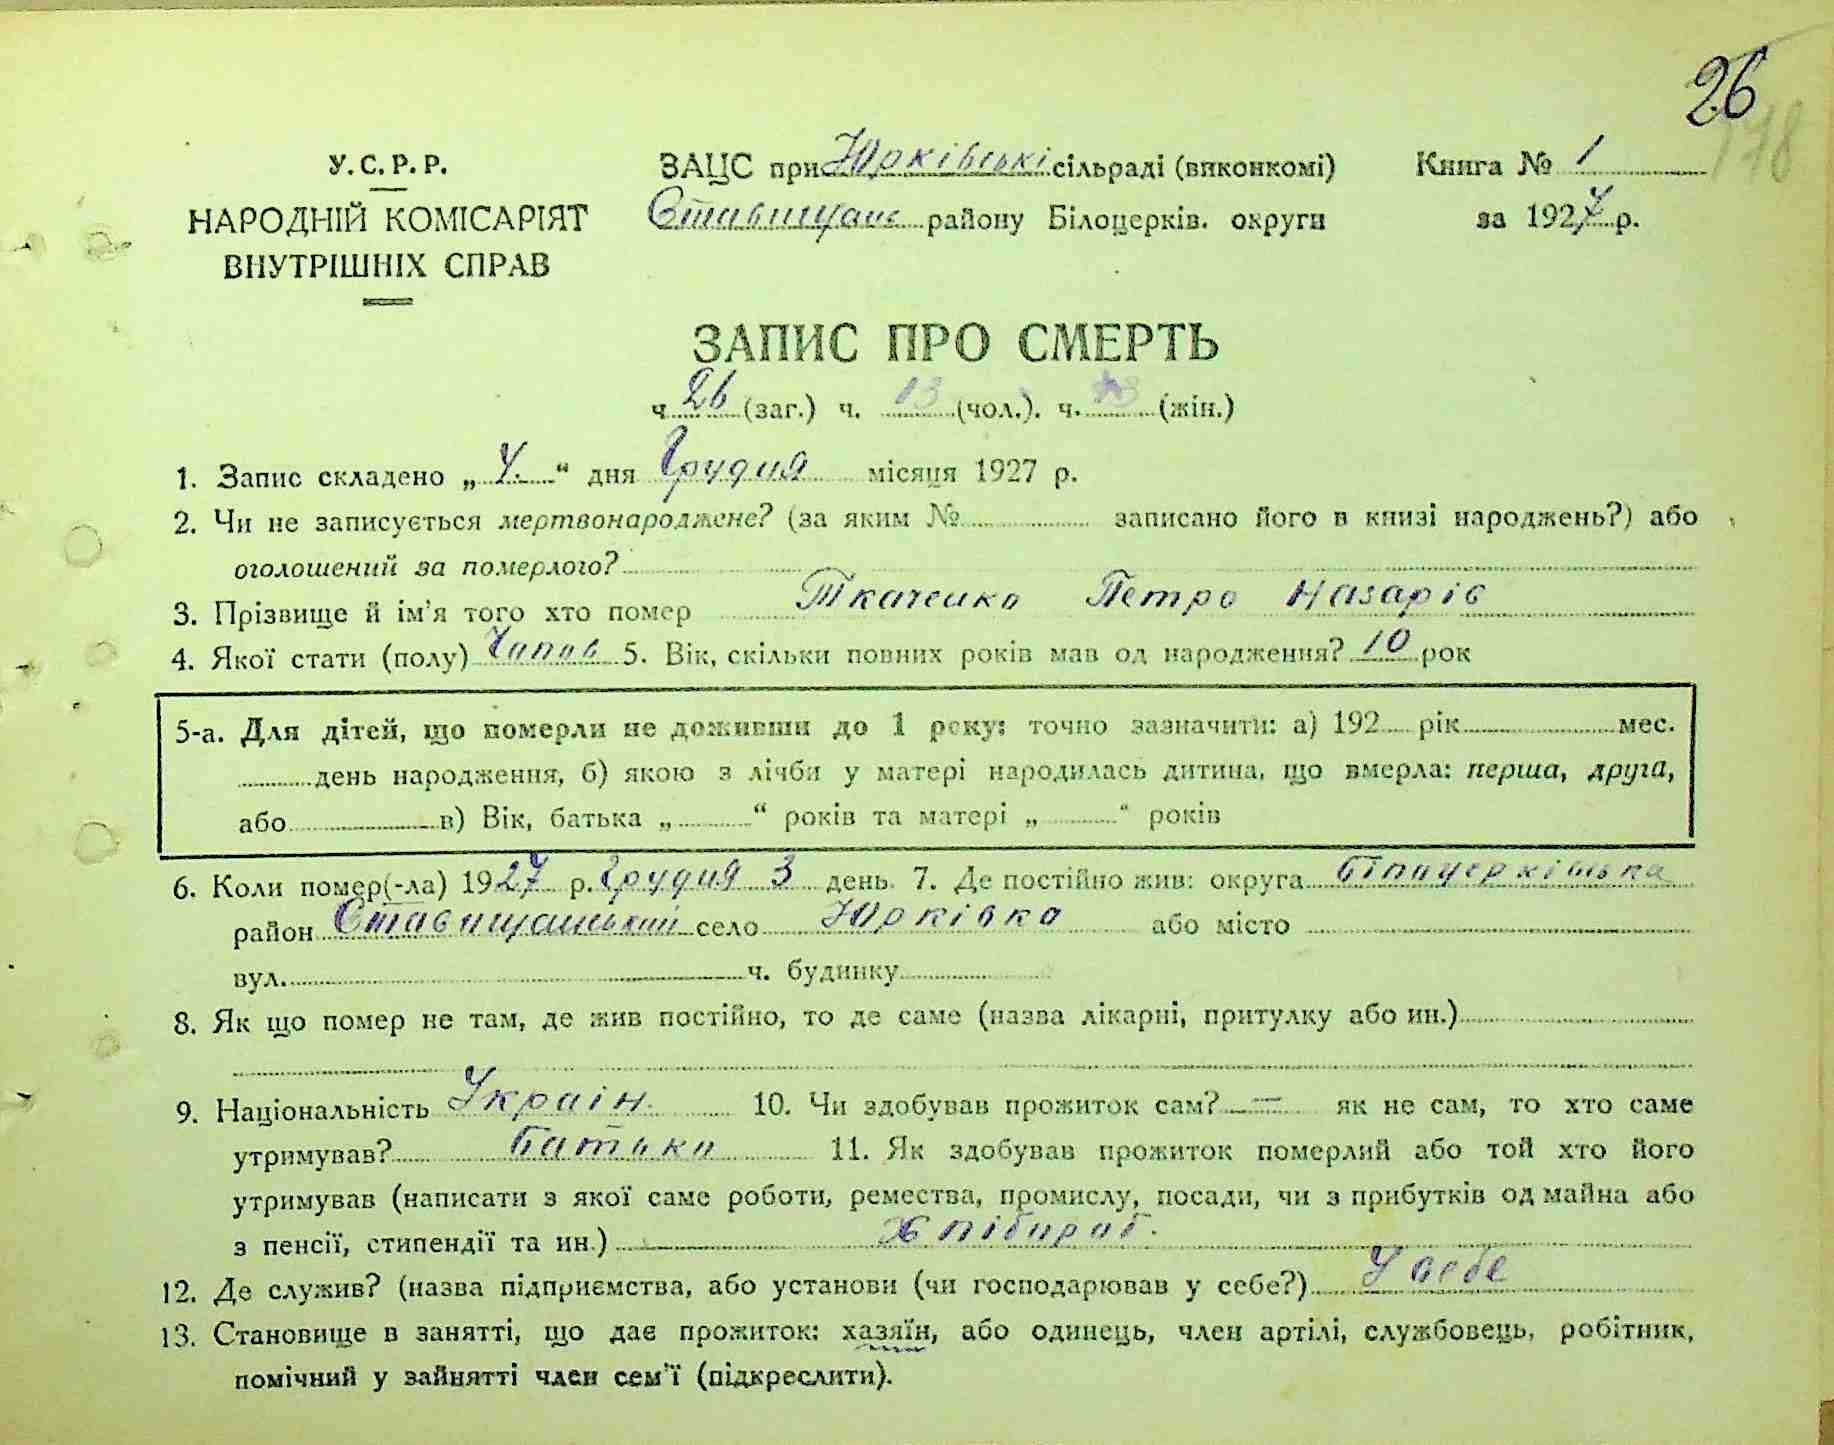 26
178
У.С.Р.Р.
НАРОДНІЙ КОМІСАРІЯТ
ВНУТРІШНІХ СПРАВ
ЗАЦС при Юрківські сільраді (виконкомі)
Ставищанс району Білоцерків. округи
Книга № 1
за 1927 р.
ЗАПИС ПРО СМЕРТЬ
ч. 26 (заг.) ч. 13 (чол.). ч. (жін.)
1. Запис складено „ 4. “ дня Грудня місяця 1927 р.
2. Чи не записується мертвонароджене? (за яким № записано його в книзі народжень?) або
оголошений за померлого?
3. Прізвище й ім'я того хто помер Ткаченко Петро Назарів
4. Якої стати (полу) Чолов 5. Вік, скільки повних років мав од народження? 10 рок
5-а. Для дітей, що померли не доживши до 1 року: точно зазначити: а) 192 рік мес.
день народження, б) якою з лічби у матері народилась дитина, що вмерла: перша, друга,
або в) Вік, батька „ “ років та матері „ “ років
6. Коли помер(-ла) 1927 р. Грудня 3 день. 7. Де постійно жив: округа Білоцерківська
район Ставищанський село Юрківка або місто
вул. ч. будинку
8. Як що помер не там, де жив постійно, то де саме (назва лікарні, притулку або ин.)
9. Національність Україн. 10. Чи здобував прожиток сам? — як не сам, то хто саме
утримував? Батько 11. Як здобував прожиток померлий або той хто його
утримував (написати з якої саме роботи, ремества, промислу, посади, чи з прибутків од майна або
з пенсії, стипендії та ин.) Хлібороб.
12. Де служив? (назва підприємства, або установи (чи господарював у себе?) У себе
13. Становище в занятті, що дає прожиток: хазяїн, або одинець, член артілі, службовець, робітник,
помічний у зайнятті член сем'ї (підкреслити).